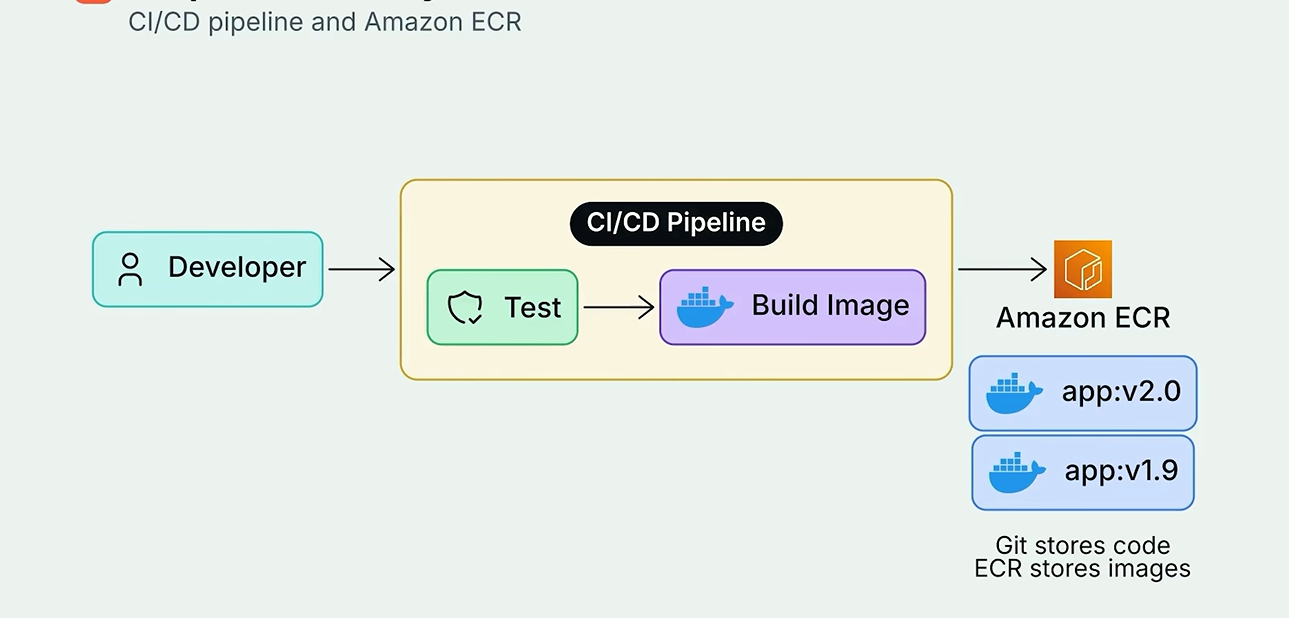 CI/CD pipeline and Amazon ECR
CI/CD Pipeline
Developer
Test
Build Image
Amazon ECR
app:v2.0
app:v1.9
Git stores code
ECR stores images